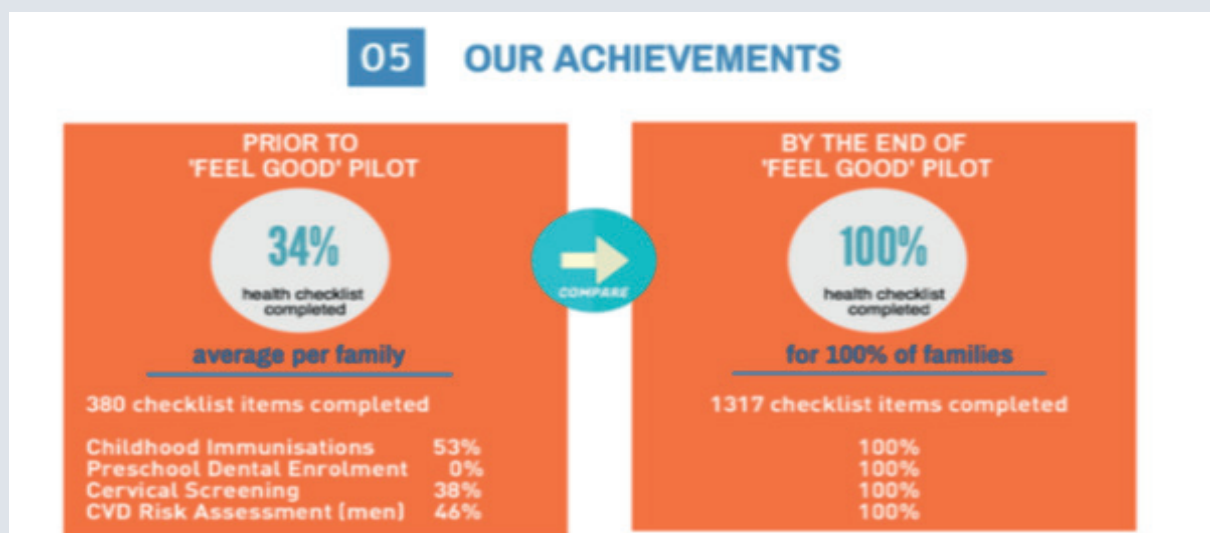 05 OUR ACHIEVEMENTS
PRIOR TO
'FEEL GOOD' PILOT
34%
health checklist
completed
average per family
380 checklist items completed
Childhood Immunisations 53%
Preschool Dental Enrolment 0%
Cervical Screening 38%
CVD Risk Assessment (men) 46%
COMPARE
BY THE END OF
'FEEL GOOD' PILOT
100%
health checklist
completed
for 100% of families
1317 checklist items completed
100%
100%
100%
100%